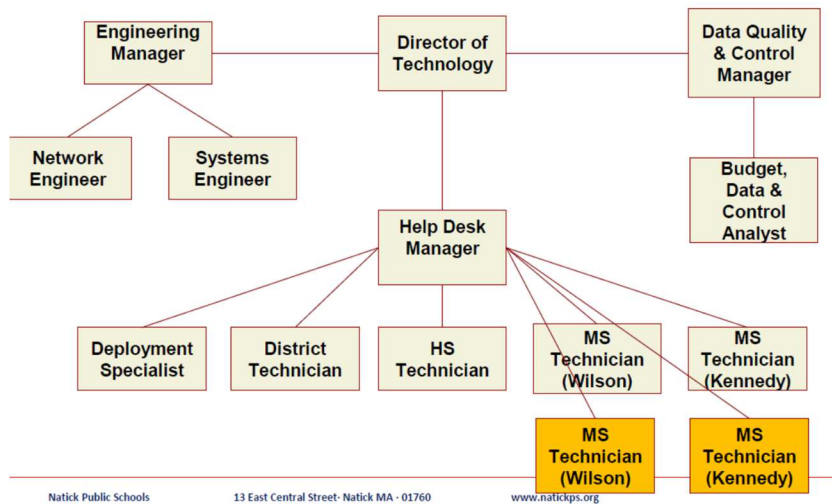 Engineering
Manager
Director of
Technology
Data Quality
& Control
Manager
Network
Engineer
Systems
Engineer
Budget,
Data &
Control
Analyst
Help Desk
Manager
Deployment
Specialist
District
Technician
HS
Technician
MS
Technician
(Wilson)
MS
Technician
(Kennedy)
MS
Technician
(Wilson)
MS
Technician
(Kennedy)
Natick Public Schools 13 East Central Street· Natick MA · 01760 www.natickps.org